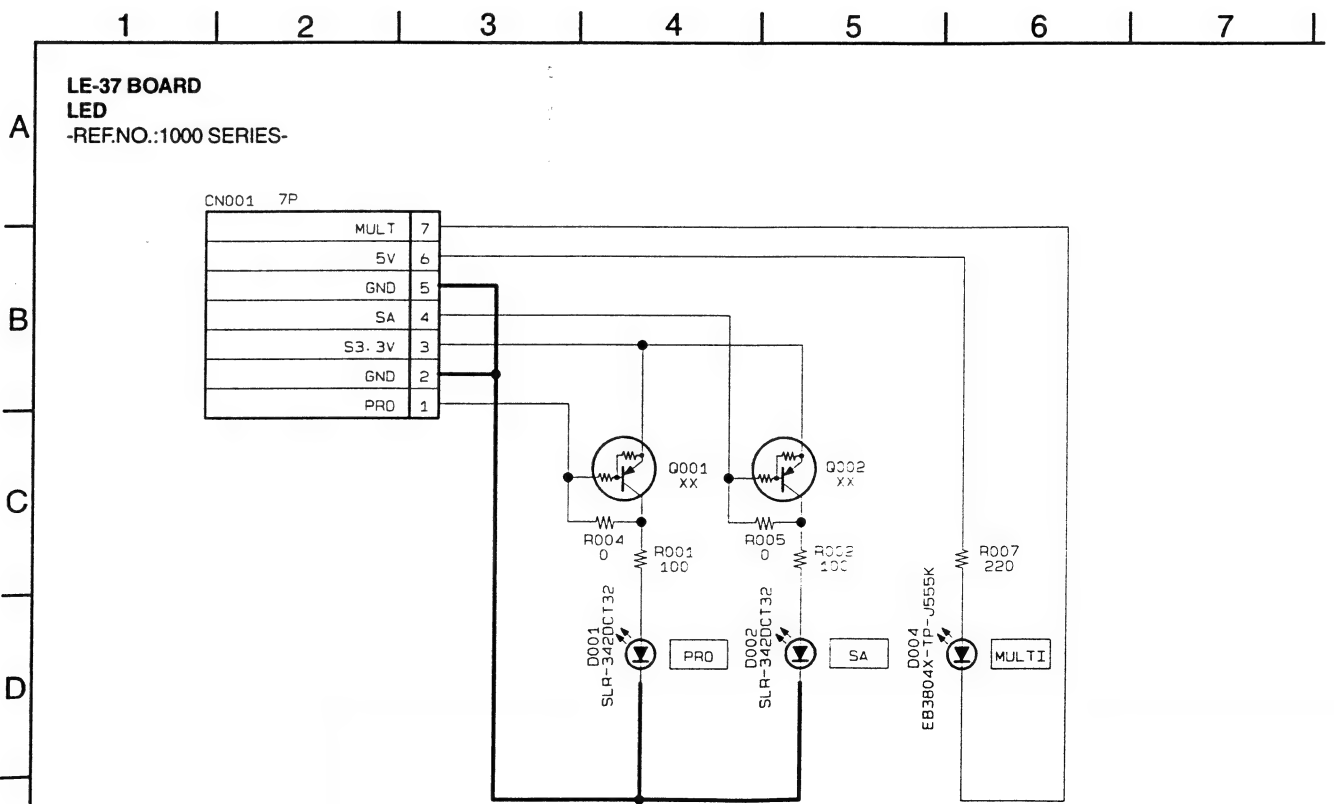 1 2 3 4 5 6 7
LE-37 BOARD
LED
-REF.NO.:1000 SERIES-
A
B
C
D
CN001 7P
MULT 7
5V 6
GND 5
SA 4
S3.3V 3
GND 2
PRO 1
Q001
XX
Q002
XX
R004
0
R001
100
R005
0
R002
100
R007
220
D001
SLR-342DCT32
PRO
D002
SLR-342DCT32
SA
D004
EB3804X-TP-J555K
MULTI